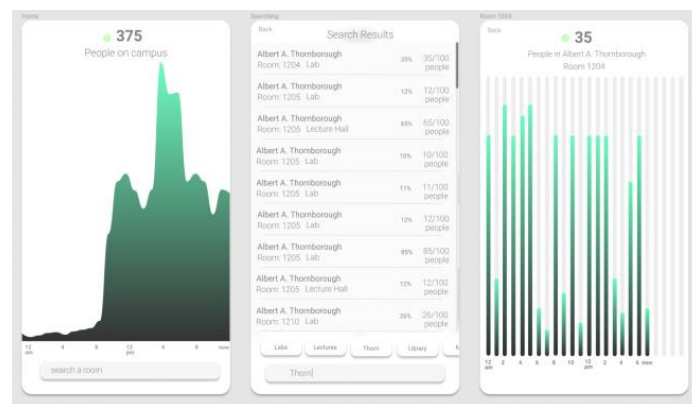 Home
375
People on campus
12 am 4 8 12 pm 4 8 now
search a room
Searching
Back
Search Results
Albert A. Thornborough
Room: 1204 Lab
35% 35/100 people
Albert A. Thornborough
Room: 1205 Lab
12% 12/100 people
Albert A. Thornborough
Room: 1205 Lecture Hall
65% 65/100 people
Albert A. Thornborough
Room: 1205 Lab
10% 10/100 people
Albert A. Thornborough
Room: 1205 Lab
11% 11/100 people
Albert A. Thornborough
Room: 1205 Lab
12% 12/100 people
Albert A. Thornborough
Room: 1205 Lab
85% 85/100 people
Albert A. Thornborough
Room: 1205 Lecture Hall
12% 12/100 people
Albert A. Thornborough
Room: 1210 Lab
26% 26/100 people
Labs Lectures Thorn Library
Thorn
Room 1204
Back
35
People in Albert A. Thornborough
Room 1204
12 am 2 4 6 8 10 12 pm 2 4 6 8 now